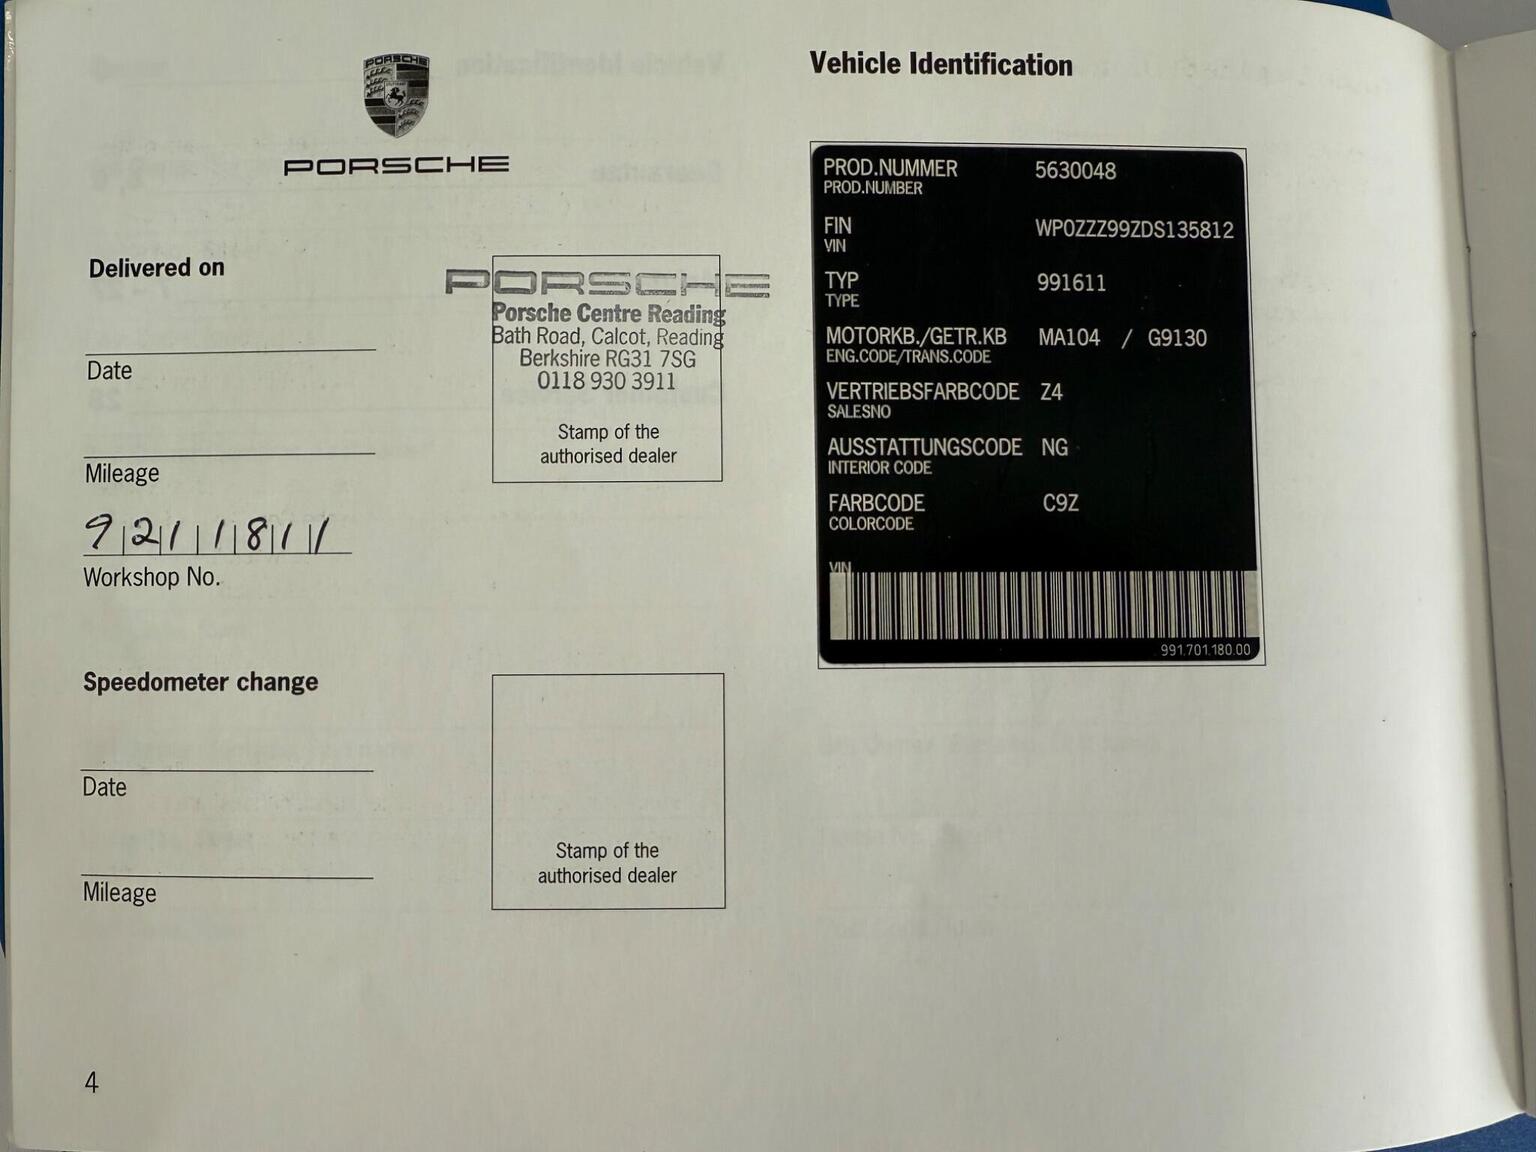 PORSCHE
PORSCHE
Delivered on
Date
Mileage
9 2 1 1 8 1 1
Workshop No.
PORSCHE
Porsche Centre Reading
Bath Road, Calcot, Reading
Berkshire RG31 7SG
0118 930 3911
Stamp of the
authorised dealer
Speedometer change
Date
Mileage
Stamp of the
authorised dealer
4
Vehicle Identification
PROD.NUMMER 5630048
PROD.NUMBER
FIN WP0ZZZ99ZDS135812
VIN
TYP 991611
TYPE
MOTORKB./GETR.KB MA104 / G9130
ENG.CODE/TRANS.CODE
VERTRIEBSFARBCODE Z4
SALESNO
AUSSTATTUNGSCODE NG
INTERIOR CODE
FARBCODE C9Z
COLORCODE
VIN
991.701.180.00